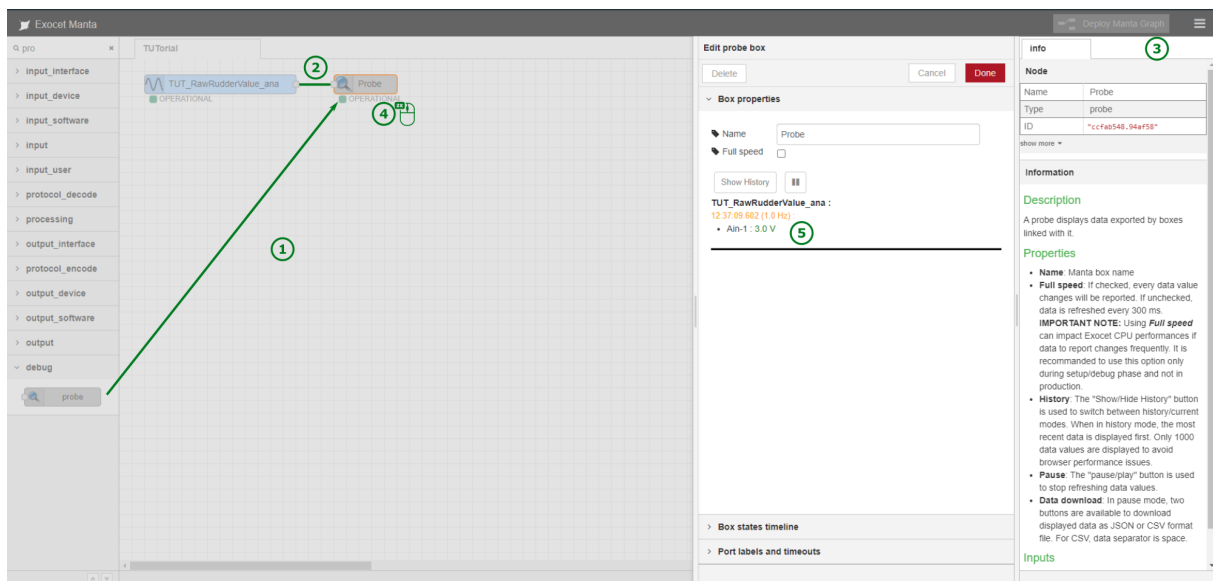 Exocet Manta
Deploy Manta Graph
pro
TUTorial
input_interface
input_device
input_software
input
input_user
protocol_decode
processing
output_interface
protocol_encode
output_device
output_software
output
debug
probe
1
2
TUT_RawRudderValue_ana
OPERATIONAL
Probe
OPERATIONAL
4
2x
Edit probe box
Delete
Cancel
Done
Box properties
Name
Probe
Full speed
Show History
TUT_RawRudderValue_ana :
12:37:09.602 (1.0 Hz) :
• Ain-1 : 3.0 V
5
Box states timeline
Port labels and timeouts
info
3
Node
Name Probe
Type probe
ID "ccfab548.94af58"
show more
Information
Description
A probe displays data exported by boxes
linked with it.
Properties
• Name: Manta box name
• Full speed: If checked, every data value
changes will be reported. If unchecked,
data is refreshed every 300 ms.
IMPORTANT NOTE: Using Full speed
can impact Exocet CPU performances if
data to report changes frequently. It is
recommanded to use this option only
during setup/debug phase and not in
production.
• History: The "Show/Hide History" button
is used to switch between history/current
modes. When in history mode, the most
recent data is displayed first. Only 1000
data values are displayed to avoid
browser performance issues.
• Pause: The "pause/play" button is used
to stop refreshing data values.
• Data download: In pause mode, two
buttons are available to download
displayed data as JSON or CSV format
file. For CSV, data separator is space.
Inputs